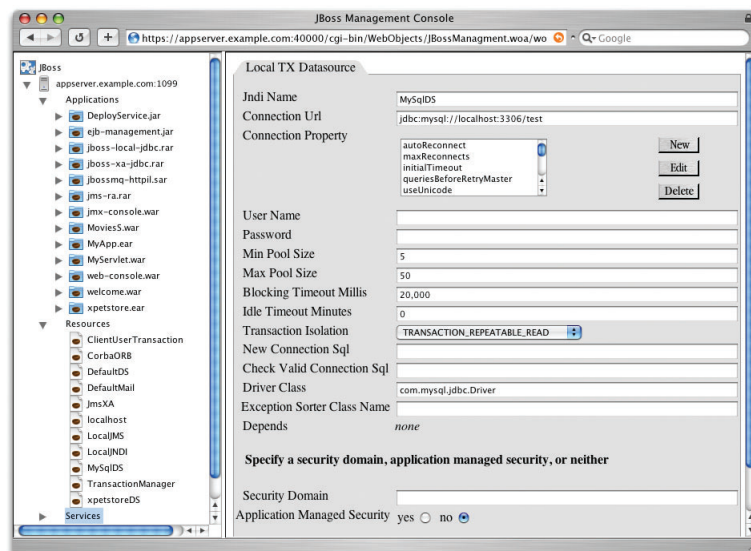 JBoss Management Console
https://appserver.example.com:40000/cgi-bin/WebObjects/JBossManagment.woa/wo
Google
JBoss
appserver.example.com:1099
Applications
DeployService.jar
ejb-management.jar
jboss-local-jdbc.rar
jboss-xa-jdbc.rar
jbossmq-httpil.sar
jms-ra.rar
jmx-console.war
MoviesS.war
MyApp.ear
MyServlet.war
web-console.war
welcome.war
xpetstore.ear
Resources
ClientUserTransaction
CorbaORB
DefaultDS
DefaultMail
JmsXA
localhost
LocalJMS
LocalJNDI
MySqlDS
TransactionManager
xpetstoreDS
Services
Local TX Datasource
Jndi Name MySqlDS
Connection Url jdbc:mysql://localhost:3306/test
Connection Property
autoReconnect
maxReconnects
initialTimeout
queriesBeforeRetryMaster
useUnicode
New
Edit
Delete
User Name
Password
Min Pool Size 5
Max Pool Size 50
Blocking Timeout Millis 20,000
Idle Timeout Minutes 0
Transaction Isolation TRANSACTION_REPEATABLE_READ
New Connection Sql
Check Valid Connection Sql
Driver Class com.mysql.jdbc.Driver
Exception Sorter Class Name
Depends none
Specify a security domain, application managed security, or neither
Security Domain
Application Managed Security yes no